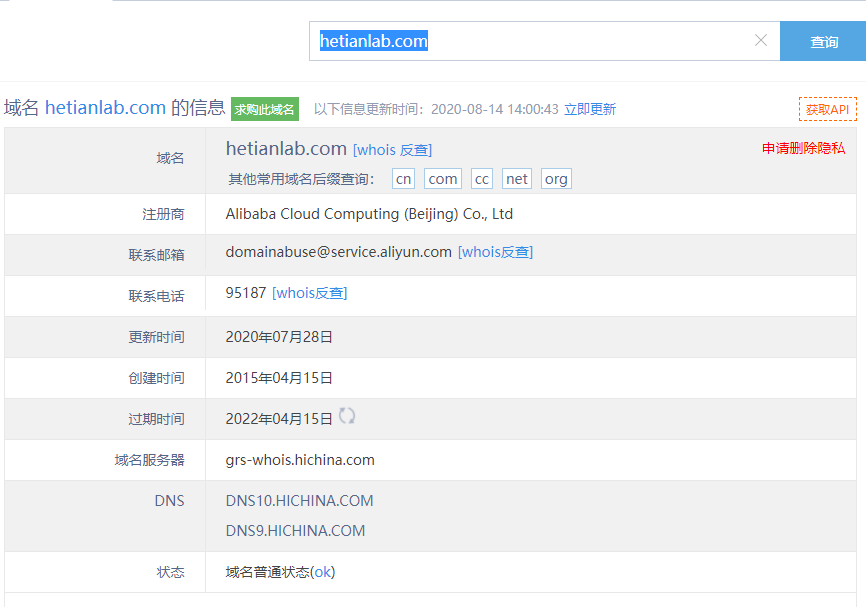 hetianlab.com 查询
域名 hetianlab.com 的信息 求购此域名 以下信息更新时间：2020-08-14 14:00:43 立即更新 获取API
域名 hetianlab.com [whois 反查] 申请删除隐私
其他常用域名后缀查询： cn com cc net org
注册商 Alibaba Cloud Computing (Beijing) Co., Ltd
联系邮箱 domainabuse@service.aliyun.com [whois反查]
联系电话 95187 [whois反查]
更新时间 2020年07月28日
创建时间 2015年04月15日
过期时间 2022年04月15日
域名服务器 grs-whois.hichina.com
DNS DNS10.HICHINA.COM
DNS9.HICHINA.COM
状态 域名普通状态(ok)